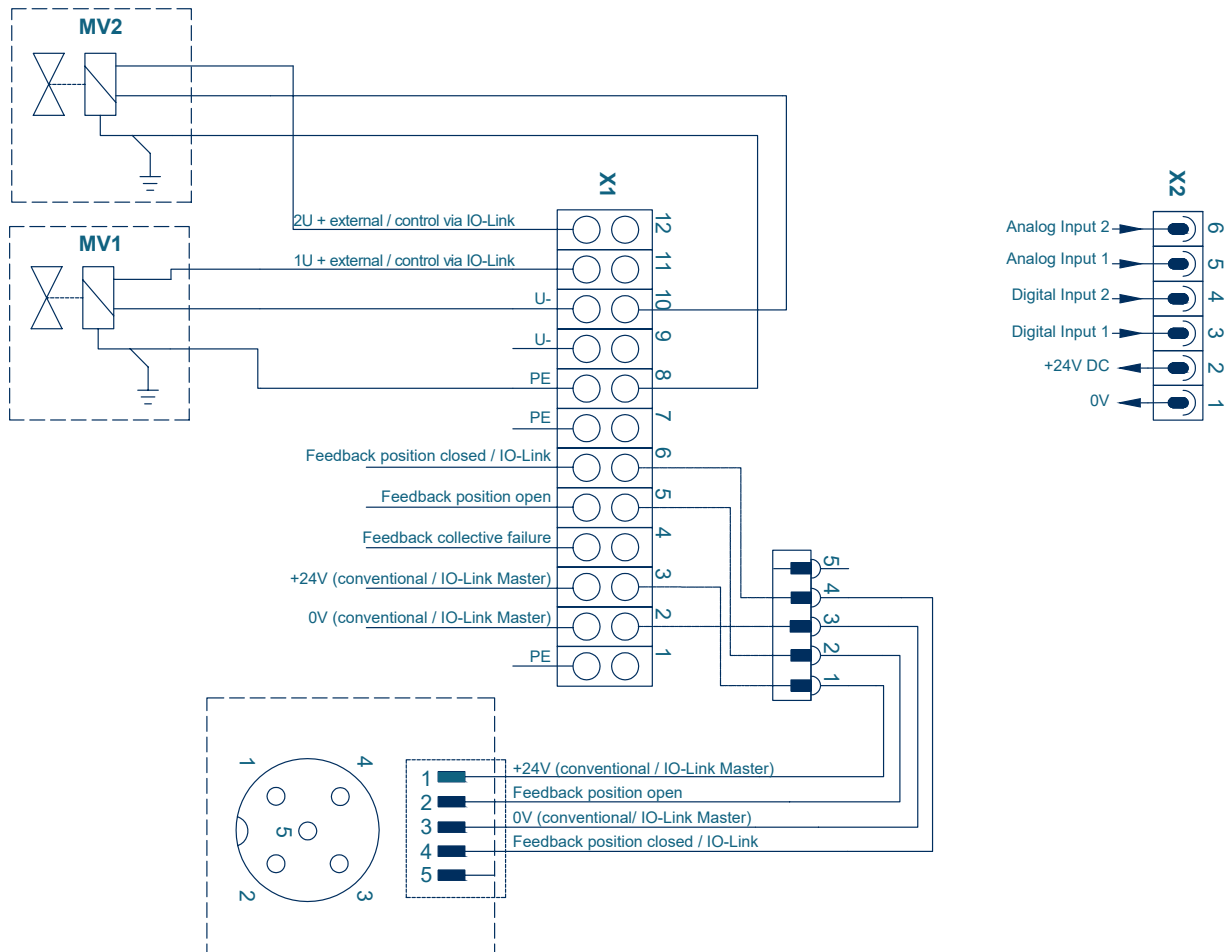 MV2
MV1
X1
2U + external / control via IO-Link
12
1U + external / control via IO-Link
11
U-
10
U-
9
PE
8
PE
7
Feedback position closed / IO-Link
6
Feedback position open
5
Feedback collective failure
4
+24V (conventional / IO-Link Master)
3
0V (conventional / IO-Link Master)
2
PE
1
X2
Analog Input 2
6
Analog Input 1
5
Digital Input 2
4
Digital Input 1
3
+24V DC
2
0V
1
5
4
3
2
1
1
4
5
2
3
1
+24V (conventional / IO-Link Master)
2
Feedback position open
3
0V (conventional/ IO-Link Master)
4
Feedback position closed / IO-Link
5